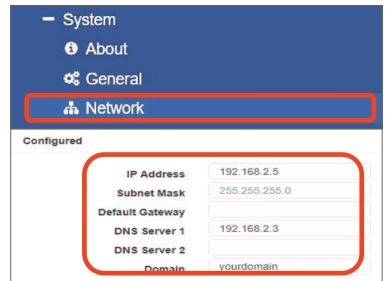 − System
About
General
Network
Configured
IP Address 192.168.2.5
Subnet Mask 255.255.255.0
Default Gateway
DNS Server 1 192.168.2.3
DNS Server 2
Domain yourdomain